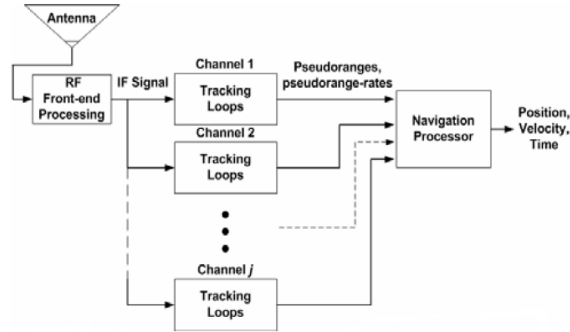 Antenna
RF
Front-end
Processing
IF Signal
Channel 1
Tracking
Loops
Pseudoranges,
pseudorange-rates
Channel 2
Tracking
Loops
Channel j
Tracking
Loops
Navigation
Processor
Position,
Velocity,
Time